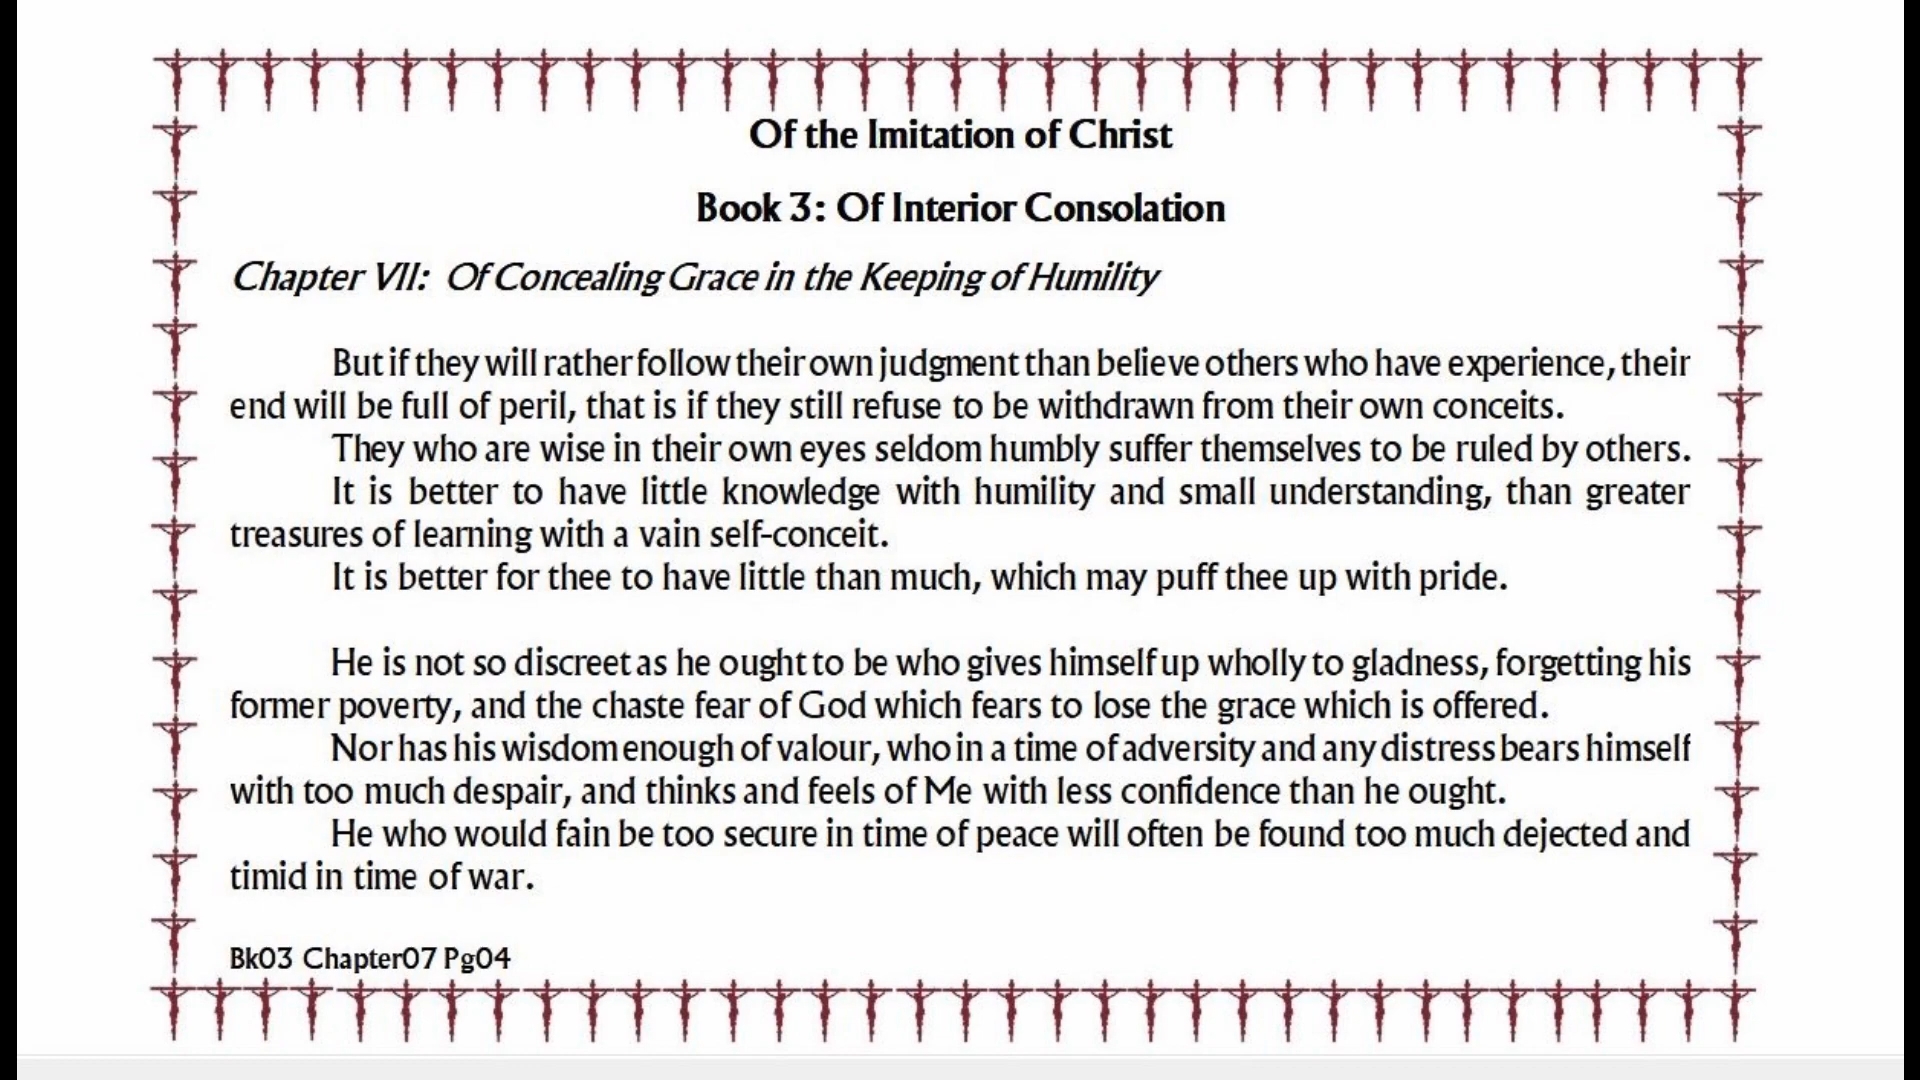 Of the Imitation of Christ
Book 3: Of Interior Consolation
Chapter VII: Of Concealing Grace in the Keeping of Humility
But if they will rather follow their own judgment than believe others who have experience, their
end will be full of peril, that is if they still refuse to be withdrawn from their own conceits.
They who are wise in their own eyes seldom humbly suffer themselves to be ruled by others.
It is better to have little knowledge with humility and small understanding, than greater
treasures of learning with a vain self-conceit.
It is better for thee to have little than much, which may puff thee up with pride.
He is not so discreet as he ought to be who gives himself up wholly to gladness, forgetting his
former poverty, and the chaste fear of God which fears to lose the grace which is offered.
Nor has his wisdom enough of valour, who in a time of adversity and any distress bears himself
with too much despair, and thinks and feels of Me with less confidence than he ought.
He who would fain be too secure in time of peace will often be found too much dejected and
timid in time of war.
Bk03 Chapter07 Pg04